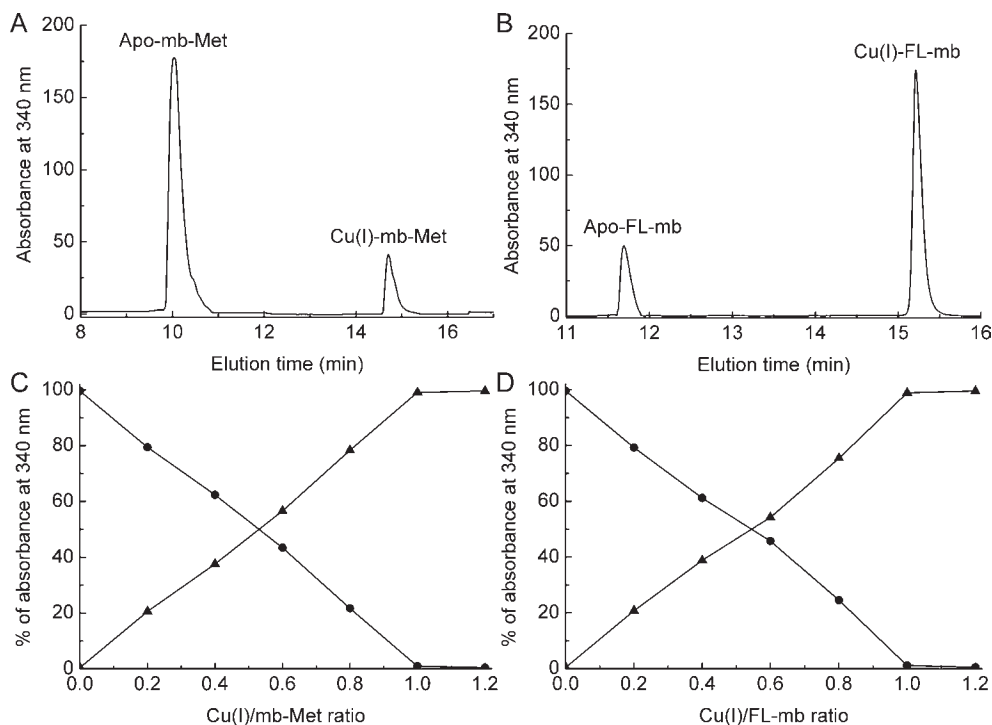 A
200
150
100
50
0
Absorbance at 340 nm
Apo-mb-Met
Cu(I)-mb-Met
8 10 12 14 16
Elution time (min)
B
200
150
100
50
0
Absorbance at 340 nm
Cu(I)-FL-mb
Apo-FL-mb
11 12 13 14 15 16
Elution time (min)
C
100
80
60
40
20
0
% of absorbance at 340 nm
0.0 0.2 0.4 0.6 0.8 1.0 1.2
Cu(I)/mb-Met ratio
D
100
80
60
40
20
0
% of absorbance at 340 nm
0.0 0.2 0.4 0.6 0.8 1.0 1.2
Cu(I)/FL-mb ratio